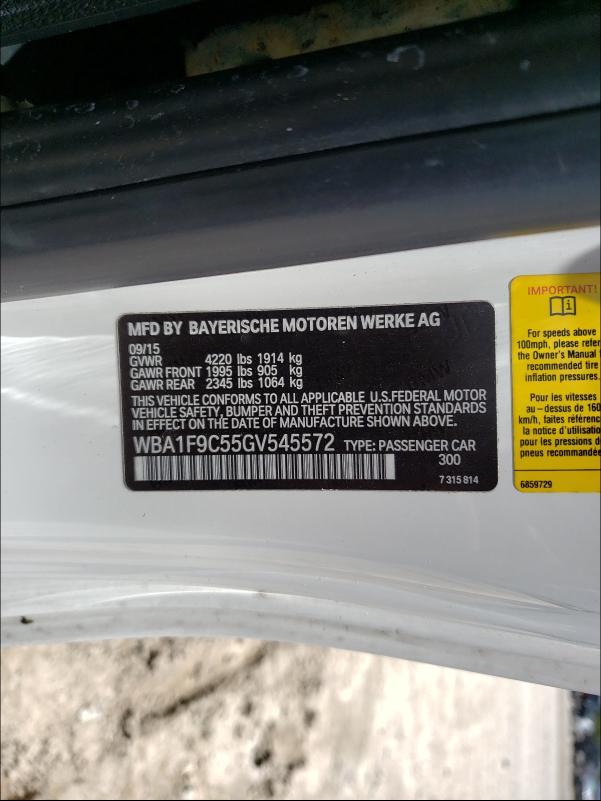 MFD BY BAYERISCHE MOTOREN WERKE AG
09/15
GVWR 4220 lbs 1914 kg
GAWR FRONT 1995 lbs 905 kg
GAWR REAR 2345 lbs 1064 kg
THIS VEHICLE CONFORMS TO ALL APPLICABLE U.S.FEDERAL MOTOR
VEHICLE SAFETY, BUMPER, AND THEFT PREVENTION STANDARDS
IN EFFECT ON THE DATE OF MANUFACTURE SHOWN ABOVE.
WBA1F9C55GV545572 TYPE: PASSENGER CAR
300
7 315 814
IMPORTANT!
For speeds above
100mph, please refer
the Owner's Manual
recommended tire
inflation pressures.
Pour les vitesses
au-dessus de 160
km/h, faites référence
la notice d'utilisation
pour les pressions de
pneus recommandée
6859729